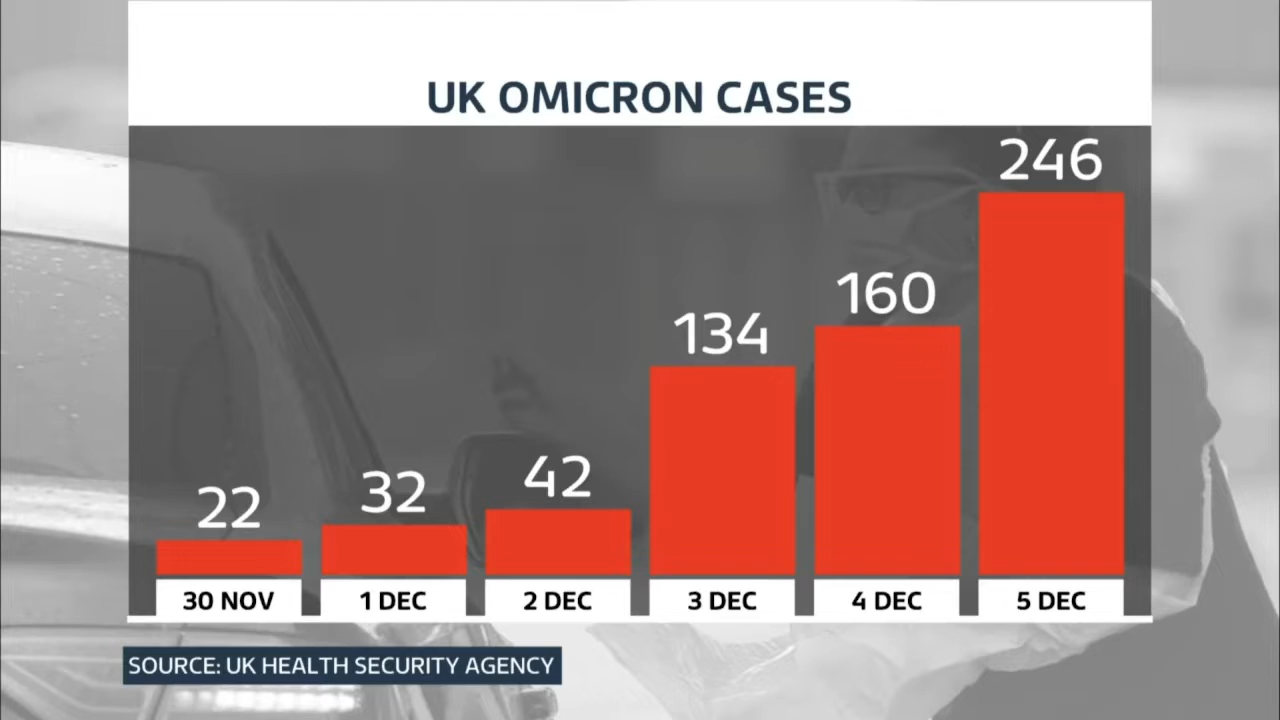 UK OMICRON CASES
22
32
42
134
160
246
30 NOV
1 DEC
2 DEC
3 DEC
4 DEC
5 DEC
SOURCE: UK HEALTH SECURITY AGENCY